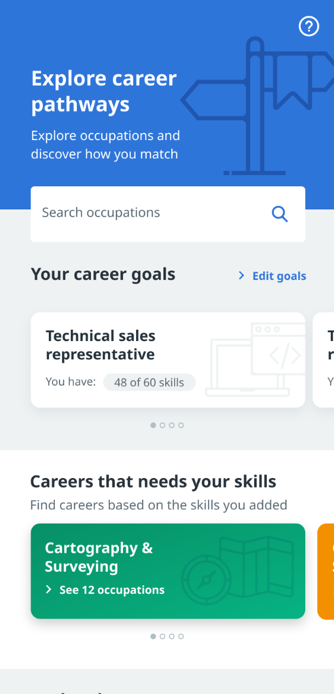 Explore career
pathways
Explore occupations and
discover how you match
Search occupations
Your career goals
Edit goals
Technical sales
representative
You have: 48 of 60 skills
Careers that needs your skills
Find careers based on the skills you added
Cartography &
Surveying
See 12 occupations